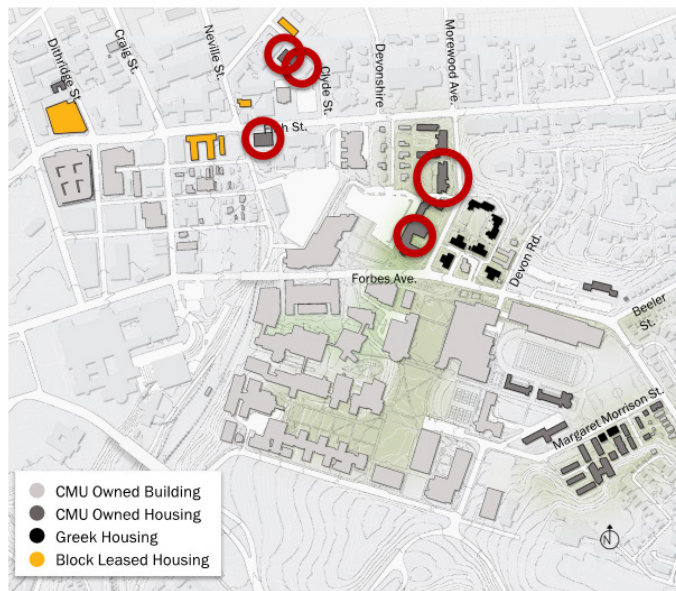 Dithridge St.
Craig St.
Neville St.
Clyde St.
Devonshire
Morewood Ave.
St.
Forbes Ave.
Devon Rd.
Beeler
St.
Margaret Morrison St.
CMU Owned Building
CMU Owned Housing
Greek Housing
Block Leased Housing
N